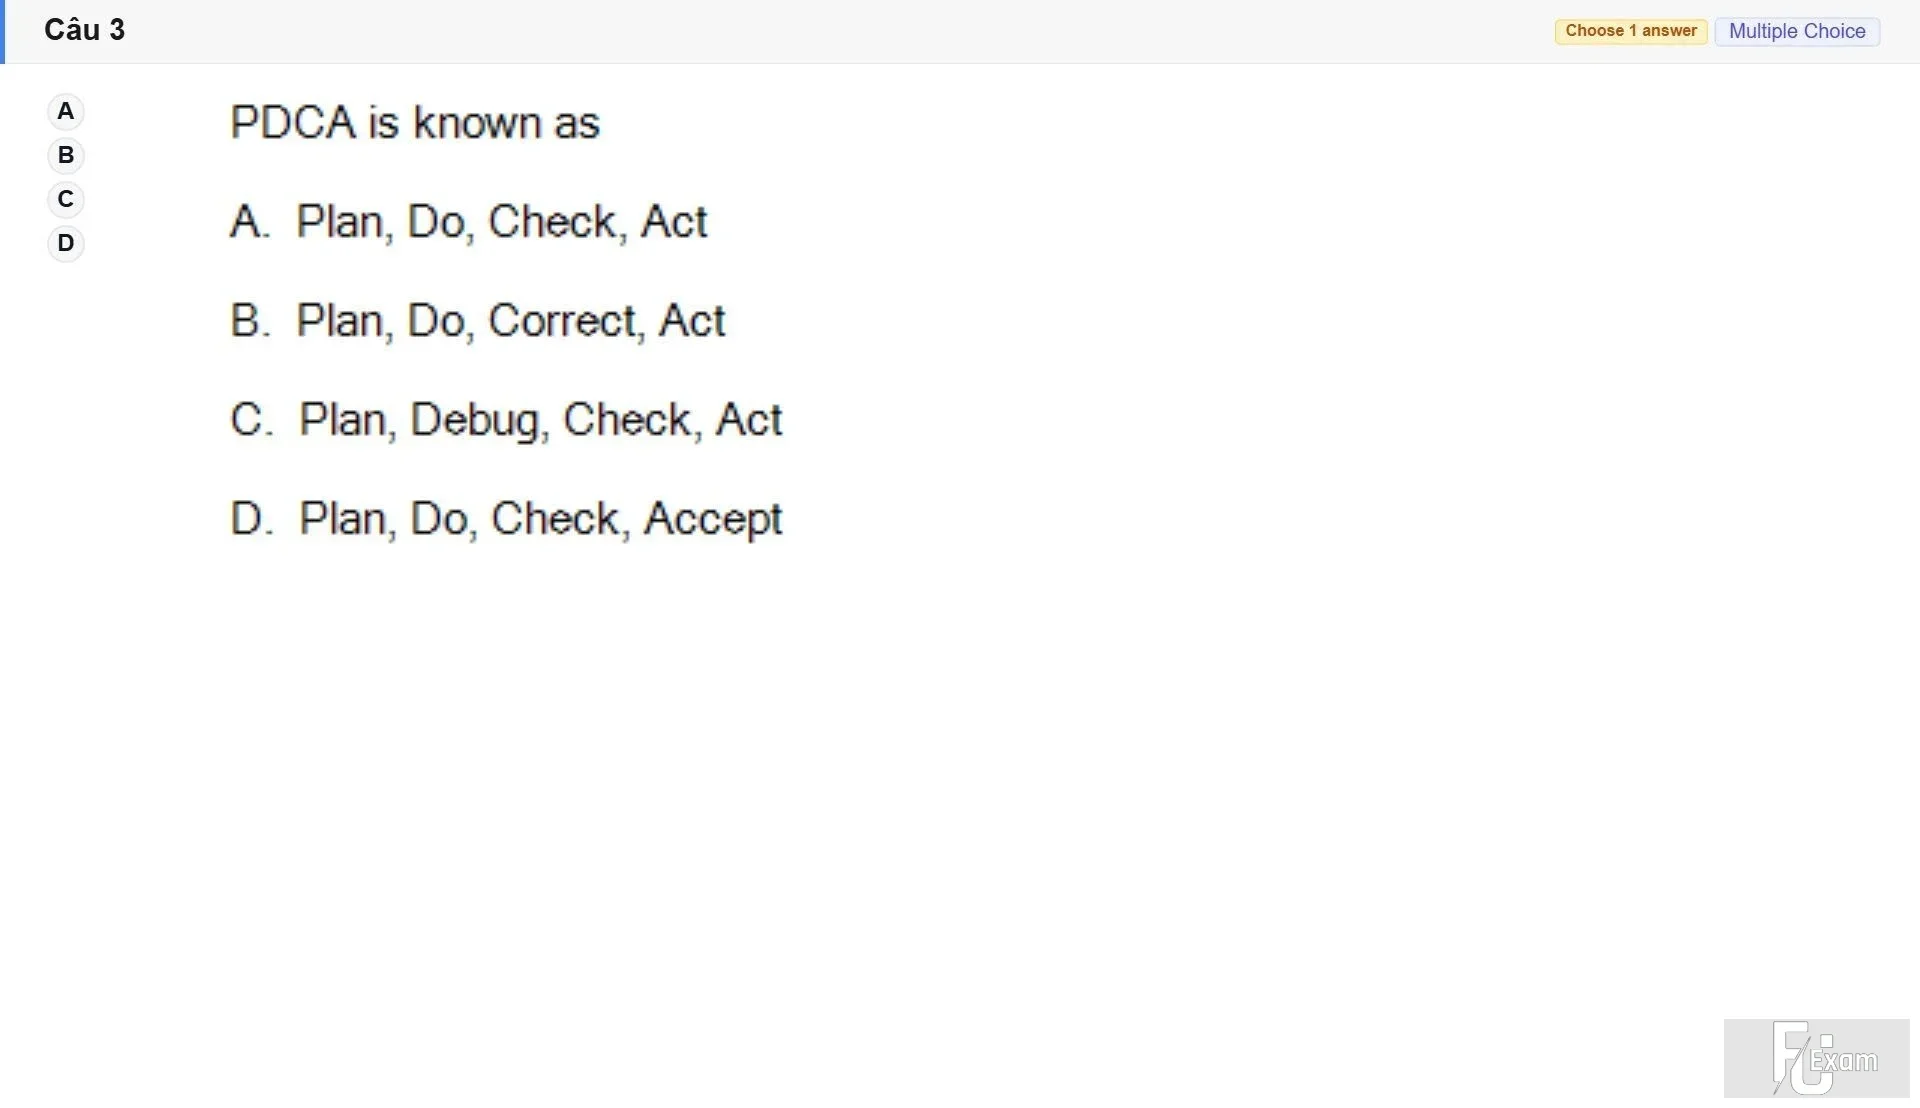 Câu 3
Choose 1 answer
Multiple Choice
A
B
C
D
PDCA is known as
A. Plan, Do, Check, Act
B. Plan, Do, Correct, Act
C. Plan, Debug, Check, Act
D. Plan, Do, Check, Accept
FU Exam